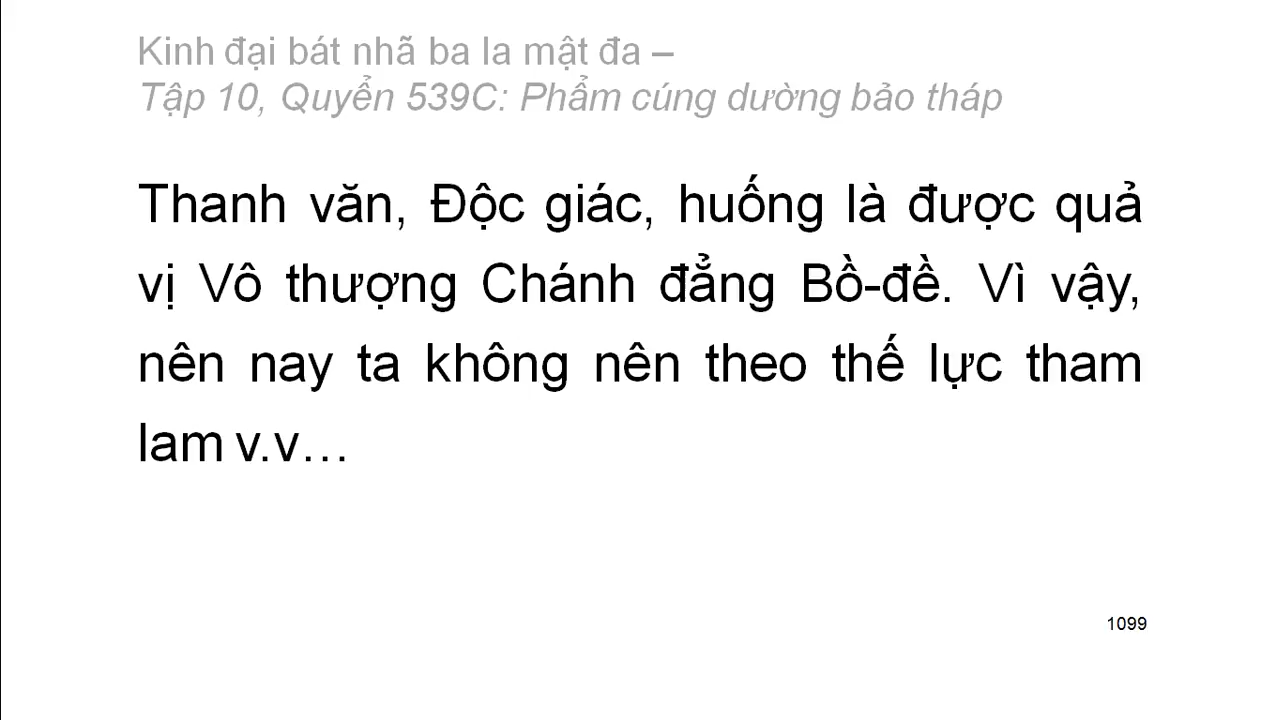 Kinh đại bát nhã ba la mật đa –
Tập 10, Quyển 539C: Phẩm cúng dường bảo tháp
Thanh văn, Độc giác, huống là được quả
vị Vô thượng Chánh đẳng Bồ-đề. Vì vậy,
nên nay ta không nên theo thế lực tham
lam v.v…
1099